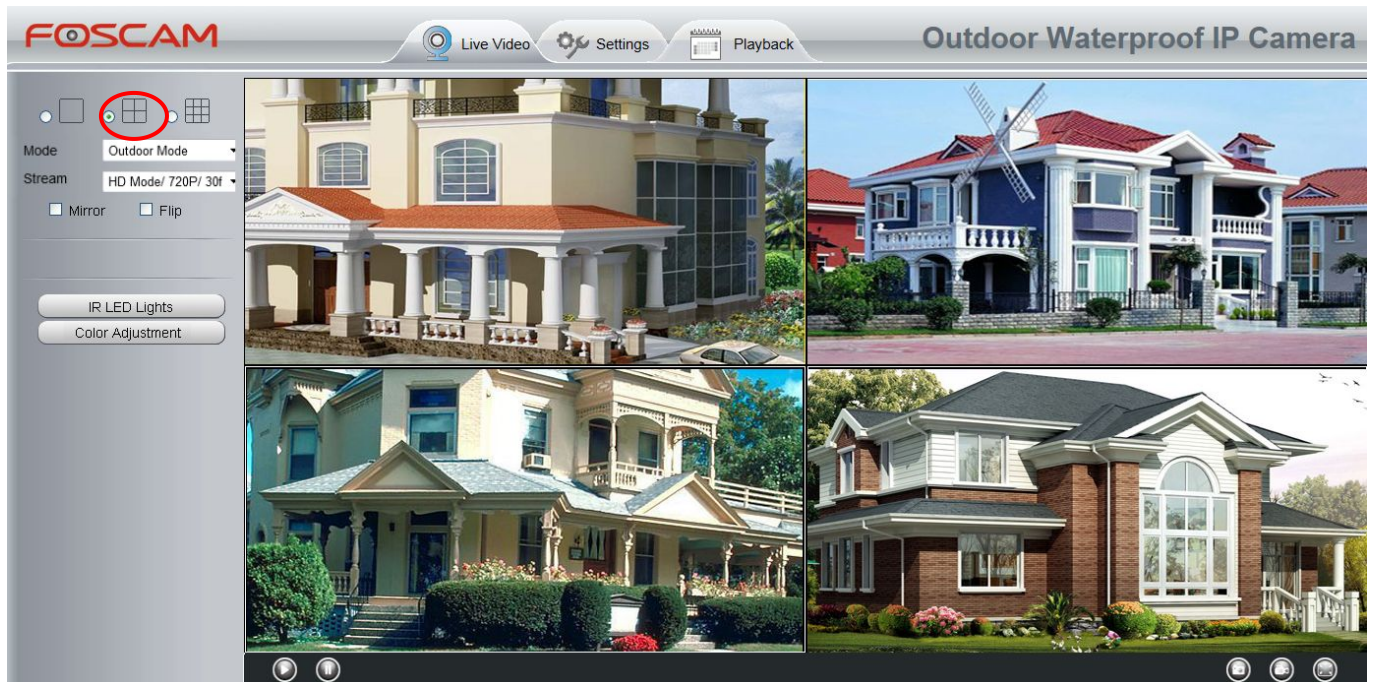 FOSCAM
Live Video
Settings
Playback
Outdoor Waterproof IP Camera
Mode
Outdoor Mode
Stream
HD Mode/ 720P/ 30f
Mirror
Flip
IR LED Lights
Color Adjustment